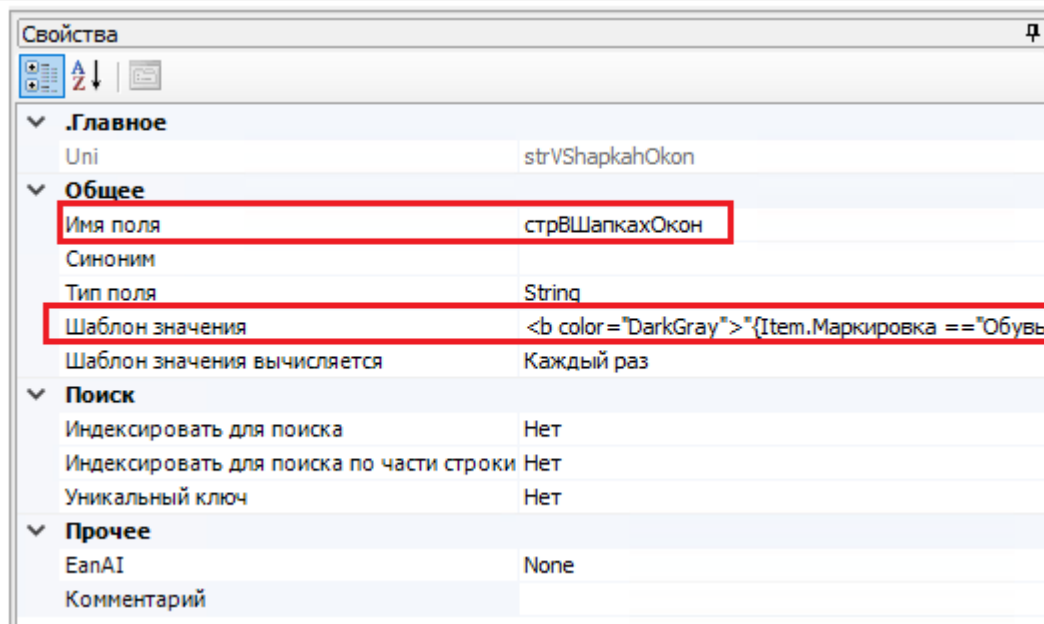 Свойства
A
Z
.Главное
Uni strVShapkahOkon
Общее
Имя поля стрВШапкахОкон
Синоним
Тип поля String
Шаблон значения <b color="DarkGray">"{Item.Маркировка =="Обувь
Шаблон значения вычисляется Каждый раз
Поиск
Индексировать для поиска Нет
Индексировать для поиска по части строки Нет
Уникальный ключ Нет
Прочее
EanAI None
Комментарий